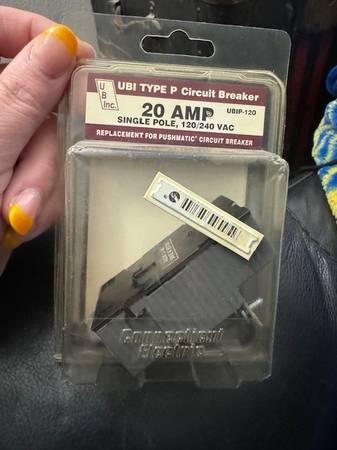 UBI Inc.
UBI TYPE P Circuit Breaker
20 AMP UBIP-120
SINGLE POLE, 120/240 VAC
REPLACEMENT FOR PUSHMATIC® CIRCUIT BREAKER
Connecticut
Electric